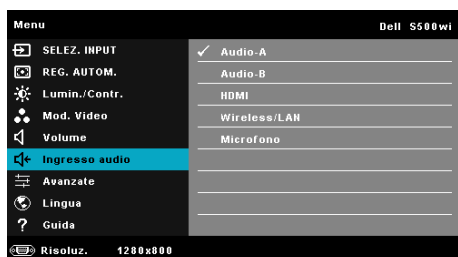 Menu Dell S500wi
SELEZ. INPUT
REG. AUTOM.
Lumin./Contr.
Mod. Video
Volume
Ingresso audio
Avanzate
Lingua
? Guida
Audio-A
Audio-B
HDMI
Wireless/LAN
Microfono
Risoluz. 1280x800